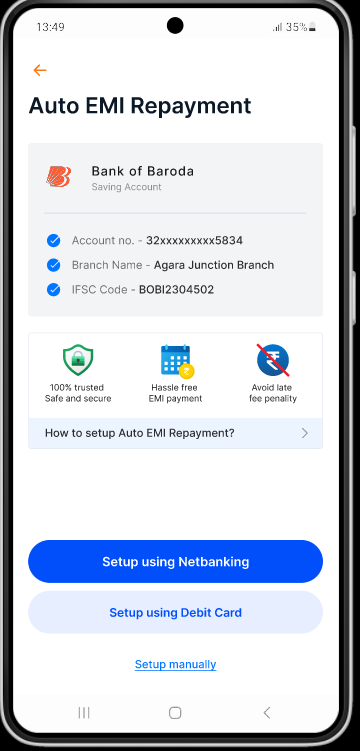 13:49
35%
Auto EMI Repayment
Bank of Baroda
Saving Account
Account no. - 32xxxxxxxxx5834
Branch Name - Agara Junction Branch
IFSC Code - BOBI2304502
100% trusted
Safe and secure
Hassle free
EMI payment
Avoid late
fee penality
How to setup Auto EMI Repayment?
Setup using Netbanking
Setup using Debit Card
Setup manually